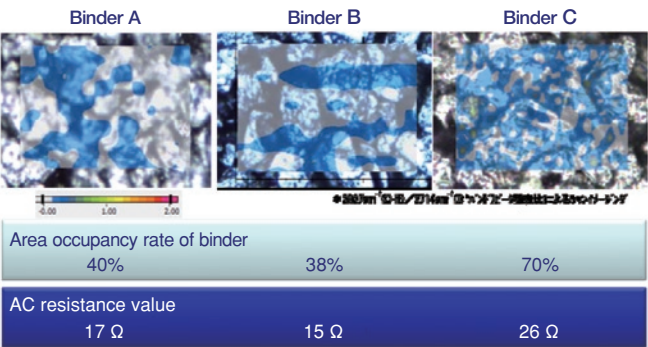 Binder A Binder B Binder C
-0.00 1.00 2.00
Area occupancy rate of binder
40% 38% 70%
AC resistance value
17 Ω 15 Ω 26 Ω